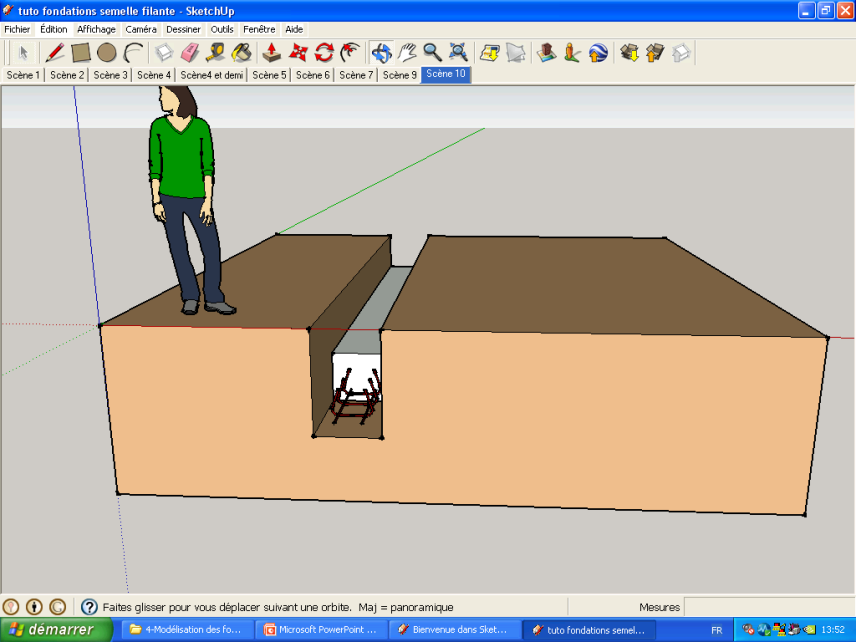 tuto fondations semelle filante - SketchUp
Fichier Édition Affichage Caméra Dessiner Outils Fenêtre Aide
Scène 1 Scène 2 Scène 3 Scène 4 Scène4 et demi Scène 5 Scène 6 Scène 7 Scène 9 Scène 10
Faites glisser pour vous déplacer suivant une orbite. Maj = panoramique Mesures
démarrer 4-Modélisation des fo... Microsoft PowerPoint ... Bienvenue dans Sket... tuto fondations semel... FR 13:52